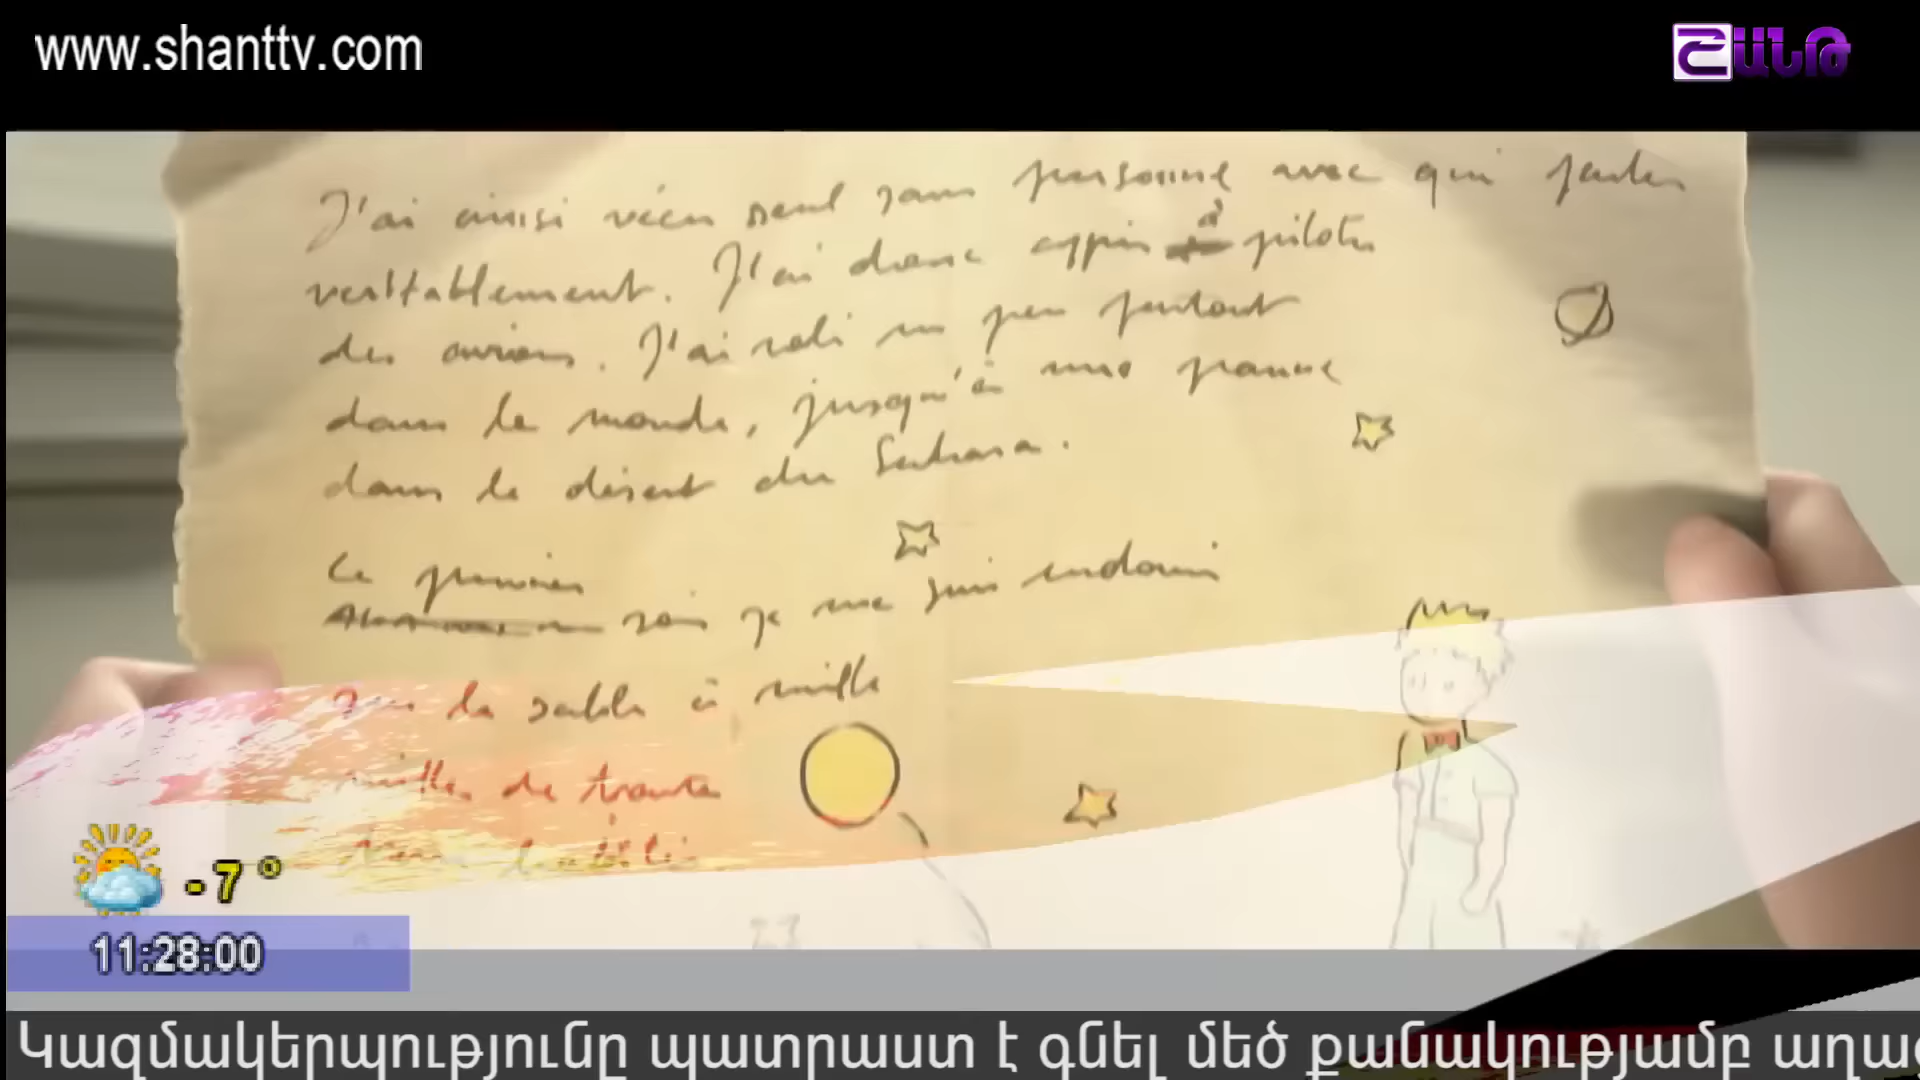 www.shanttv.com
ՇԱՆԹ
J'ai ainsi vécu seul sans personne avec qui parler
véritablement. J'ai donc appris à piloter
des avions. J'ai volé un peu partout
dans le monde, jusqu'à une panne
dans le désert du Sahara.
Le premier
soir je me suis endormi
sur le sable à mille
milles de toute
-7°
11:28:00
Կազմակերպությունը պատրաստ է գնել մեծ քանակությամբ